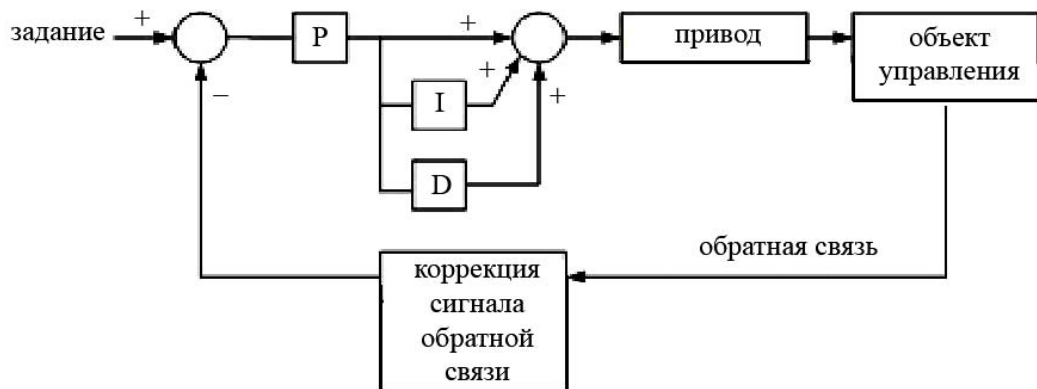 задание
+
−
P
+
+
+
I
D
привод
объект
управления
обратная связь
коррекция
сигнала
обратной
связи